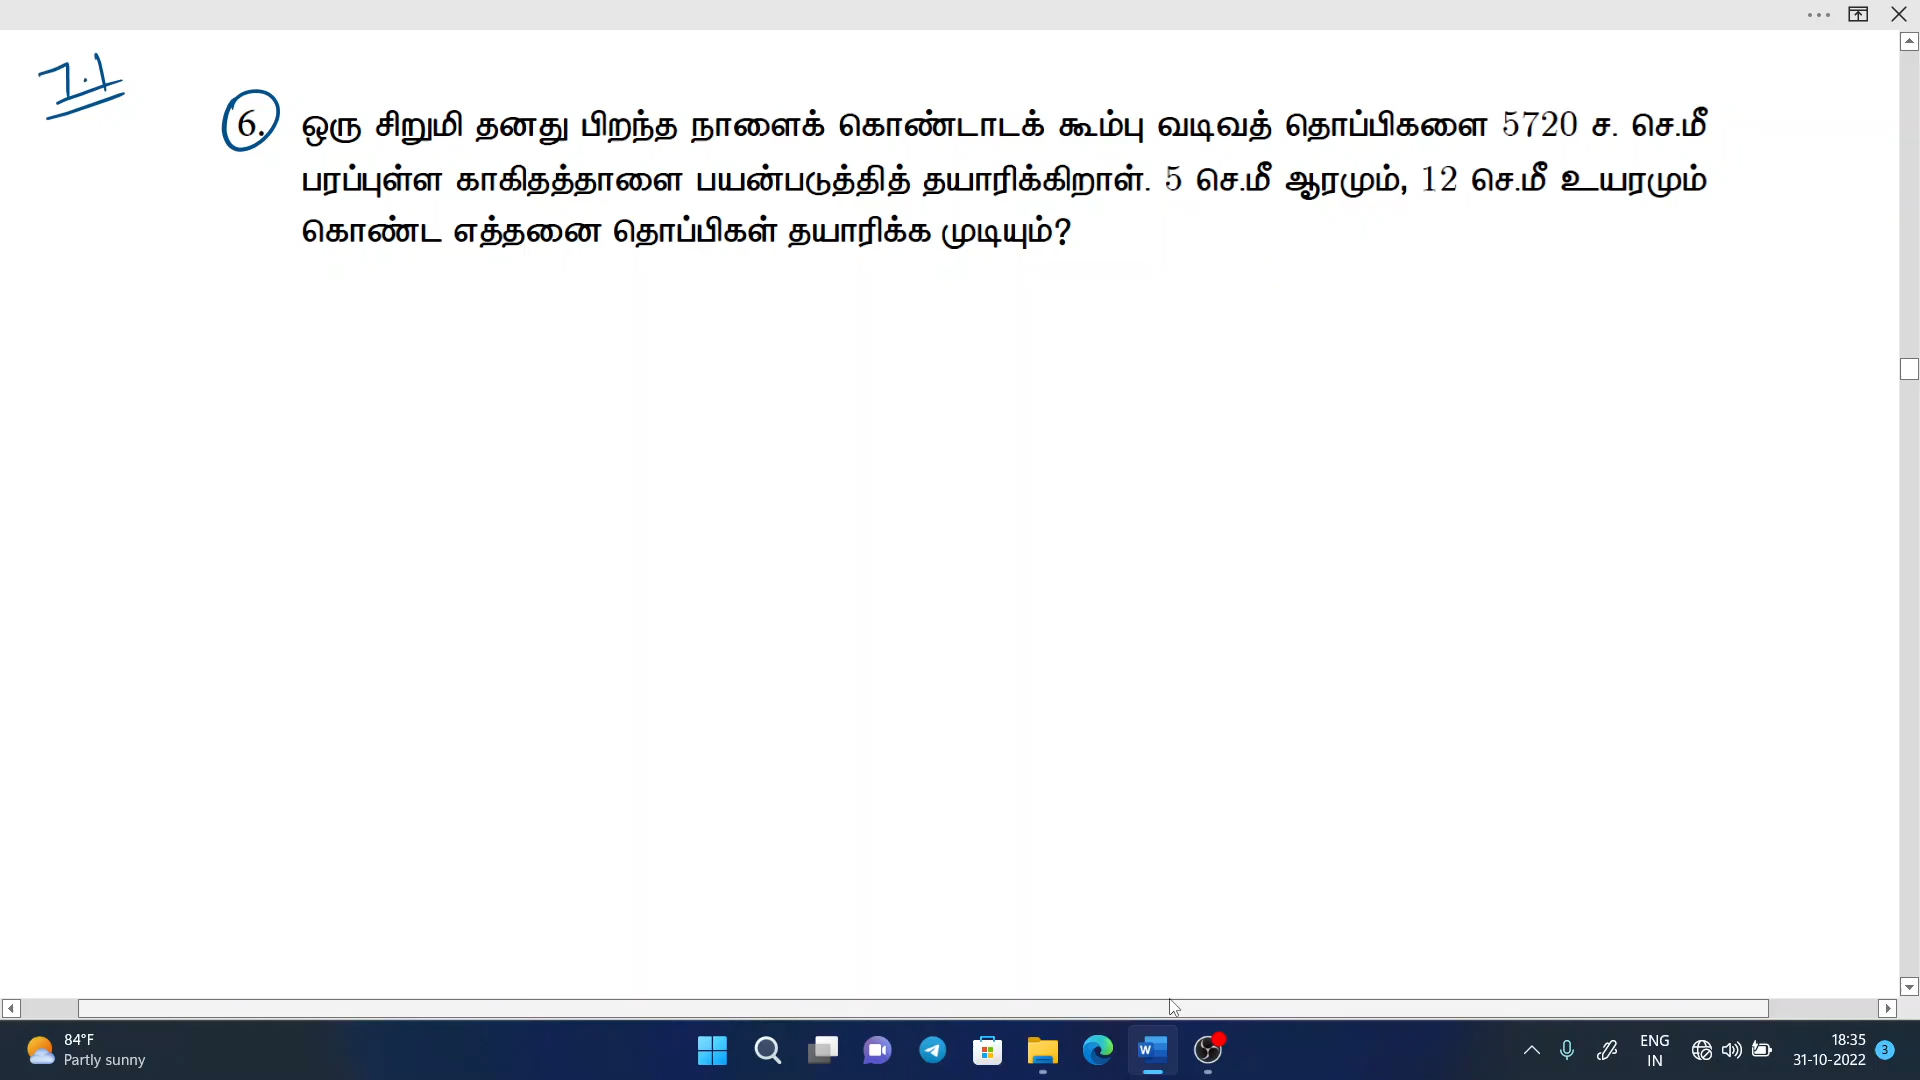 7.1
6. ஒரு சிறுமி தனது பிறந்த நாளைக் கொண்டாடக் கூம்பு வடிவத் தொப்பிகளை 5720 ச. செ.மீ
பரப்புள்ள காகிதத்தாளை பயன்படுத்தித் தயாரிக்கிறாள். 5 செ.மீ ஆரமும், 12 செ.மீ உயரமும்
கொண்ட எத்தனை தொப்பிகள் தயாரிக்க முடியும்?
84°F
Partly sunny
ENG
IN
18:35
31-10-2022
3